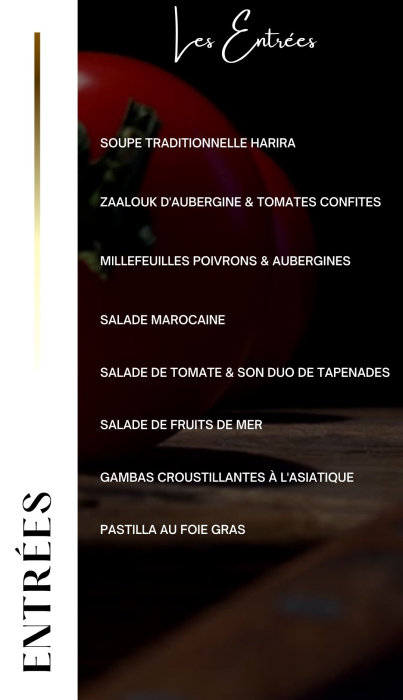 Les Entrées
SOUPE TRADITIONNELLE HARIRA
ZAALOUK D'AUBERGINE & TOMATES CONFITES
MILLEFEUILLES POIVRONS & AUBERGINES
SALADE MAROCAINE
SALADE DE TOMATE & SON DUO DE TAPENADES
SALADE DE FRUITS DE MER
GAMBAS CROUSTILLANTES À L'ASIATIQUE
PASTILLA AU FOIE GRAS
ENTRÉES